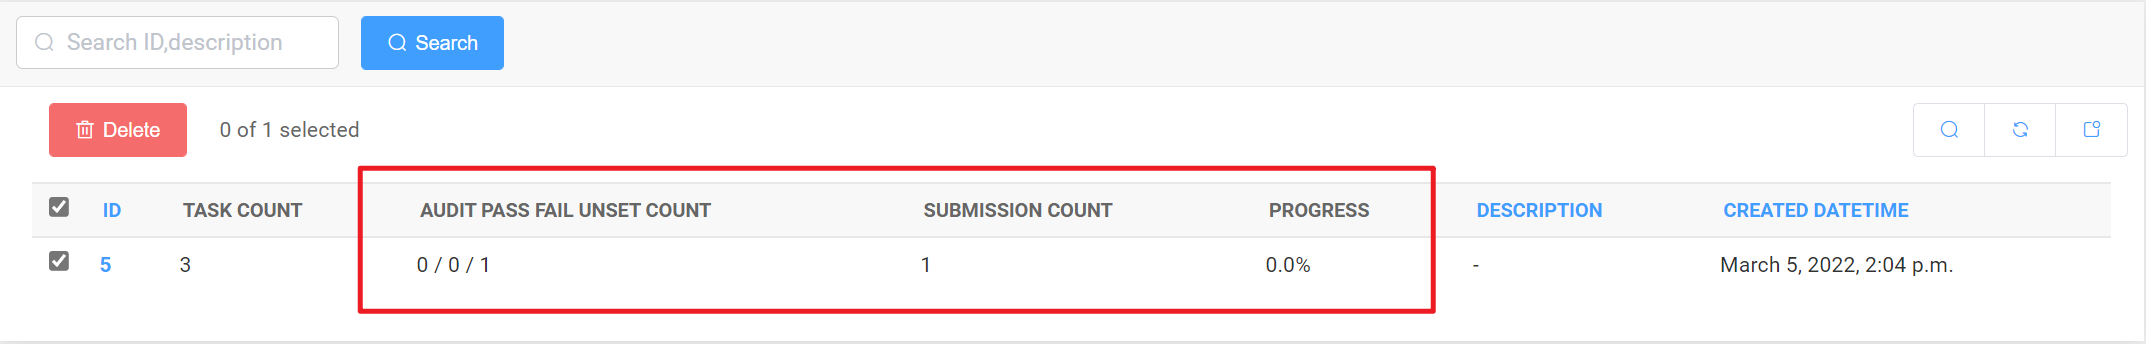 Search ID,description
Search
Delete
0 of 1 selected
ID TASK COUNT AUDIT PASS FAIL UNSET COUNT SUBMISSION COUNT PROGRESS DESCRIPTION CREATED DATETIME
5 3 0 / 0 / 1 1 0.0% - March 5, 2022, 2:04 p.m.